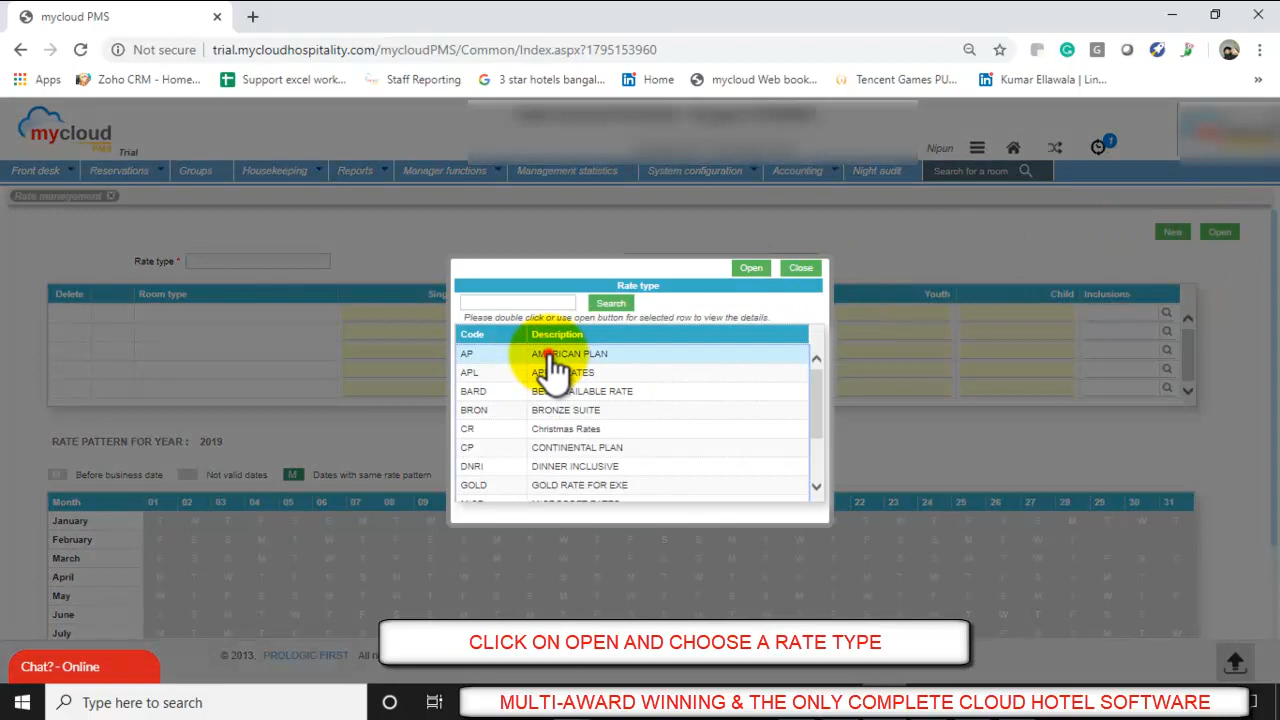 mycloud PMS
Not secure trial.mycloudhospitality.com/mycloudPMS/Common/Index.aspx?1795153960
Apps Zoho CRM - Home... Support excel work... Staff Reporting 3 star hotels bangal... Home mycloud Web book... Tencent Games PU... Kumar Ellawala | Lin...
mycloud
PMS Trial
Nipun 1
Front desk Reservations Groups Housekeeping Reports Manager functions Management statistics System configuration Accounting Night audit Search for a room
Rate management
New Open
Rate type *
Delete Room type Youth Child Inclusions
Open Close
Rate type
Search
Please double click or use open button for selected row to view the details.
Code Description
AP AMERICAN PLAN
APL
BARD
BRON BRONZE SUITE
CR Christmas Rates
CP CONTINENTAL PLAN
DNRI DINNER INCLUSIVE
GOLD GOLD RATE FOR EXE
RATE PATTERN FOR YEAR : 2019
Before business date Not valid dates M Dates with same rate pattern
Month 01 02 03 04 05 06 07 08 09 22 23 24 25 26 27 28 29 30 31
January
February
March
April
May
June
July
CLICK ON OPEN AND CHOOSE A RATE TYPE
© 2013. PROLOGIC FIRST.
Chat? - Online
Type here to search
MULTI-AWARD WINNING & THE ONLY COMPLETE CLOUD HOTEL SOFTWARE